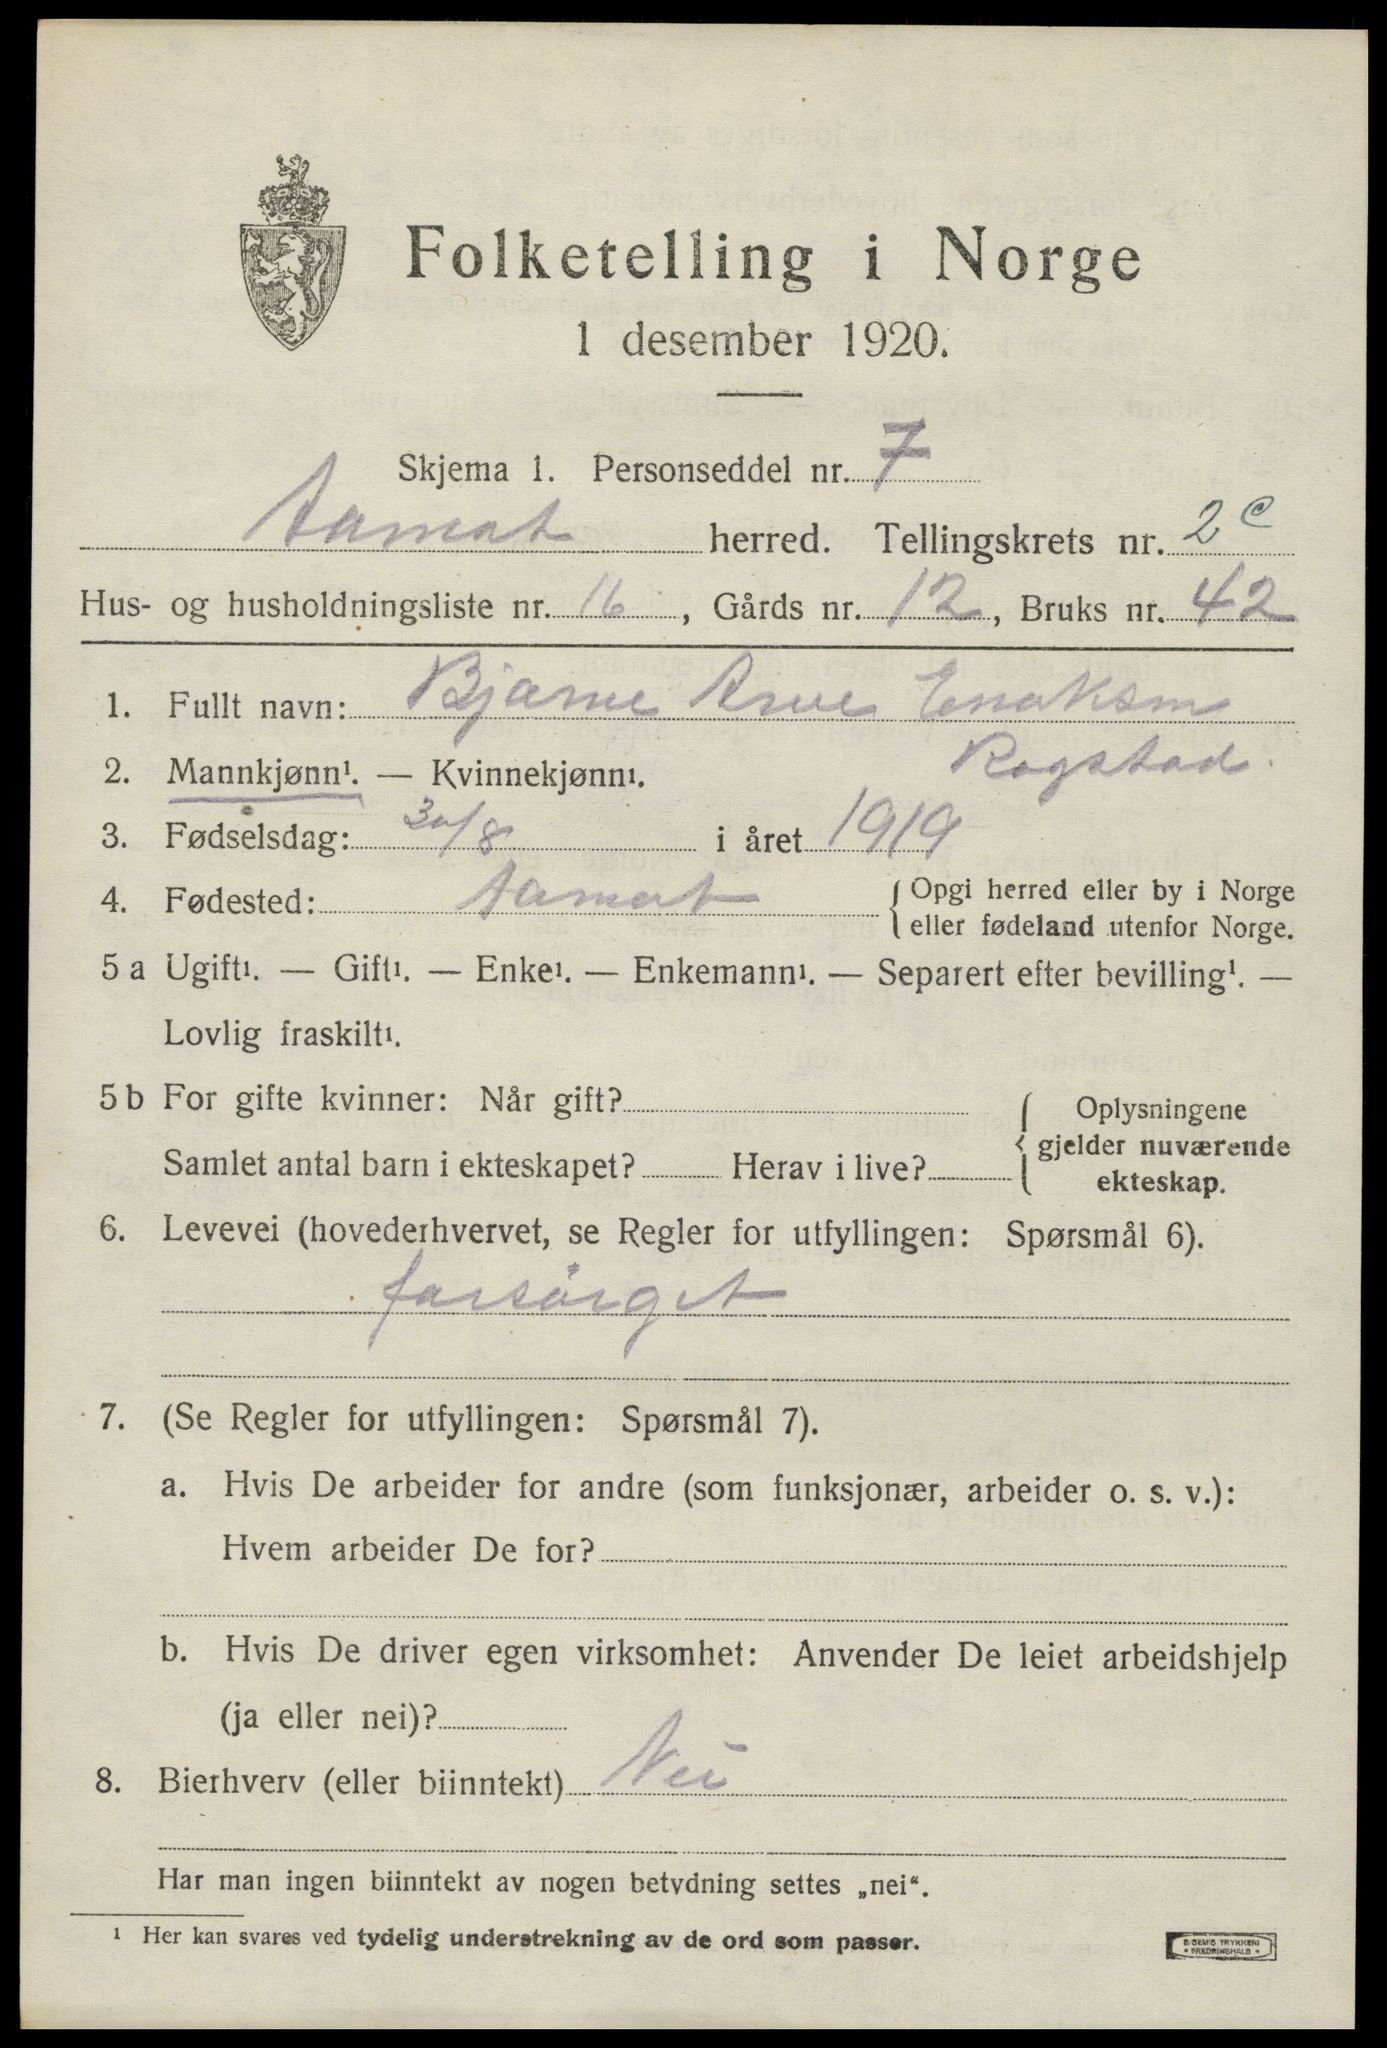 Folketelling i Norge
1 desember 1920.
Skjema 1. Personseddel nr. 7
Aamot herred. Tellingskrets nr. 2c
Hus- og husholdningsliste nr. 16, Gårds nr. 12, Bruks nr. 42
1. Fullt navn: Bjarne Arve Enoksen
Rogstad.
2. Mannkjønn¹. — Kvinnekjønn¹.
3. Fødselsdag: 30/8 i året 1919
4. Fødested: Aamot { Opgi herred eller by i Norge
eller fødeland utenfor Norge.
5 a Ugift¹. — Gift¹. — Enke¹. — Enkemann¹. — Separert efter bevilling¹. —
Lovlig fraskilt¹.
5 b For gifte kvinner: Når gift? { Oplysningene
gjelder nuværende
Samlet antal barn i ekteskapet? Herav i live? ekteskap.
6. Levevei (hovederhvervet, se Regler for utfyllingen: Spørsmål 6).
forsörget
7. (Se Regler for utfyllingen: Spørsmål 7).
a. Hvis De arbeider for andre (som funksjonær, arbeider o. s. v.):
Hvem arbeider De for?
b. Hvis De driver egen virksomhet: Anvender De leiet arbeidshjelp
(ja eller nei)?
8. Bierhverv (eller biinntekt) Nei
Har man ingen biinntekt av nogen betydning settes „nei“.
¹ Her kan svares ved tydelig understrekning av de ord som passer.
E. SEM'S TRYKKERI
• FREDRIKSHALD •